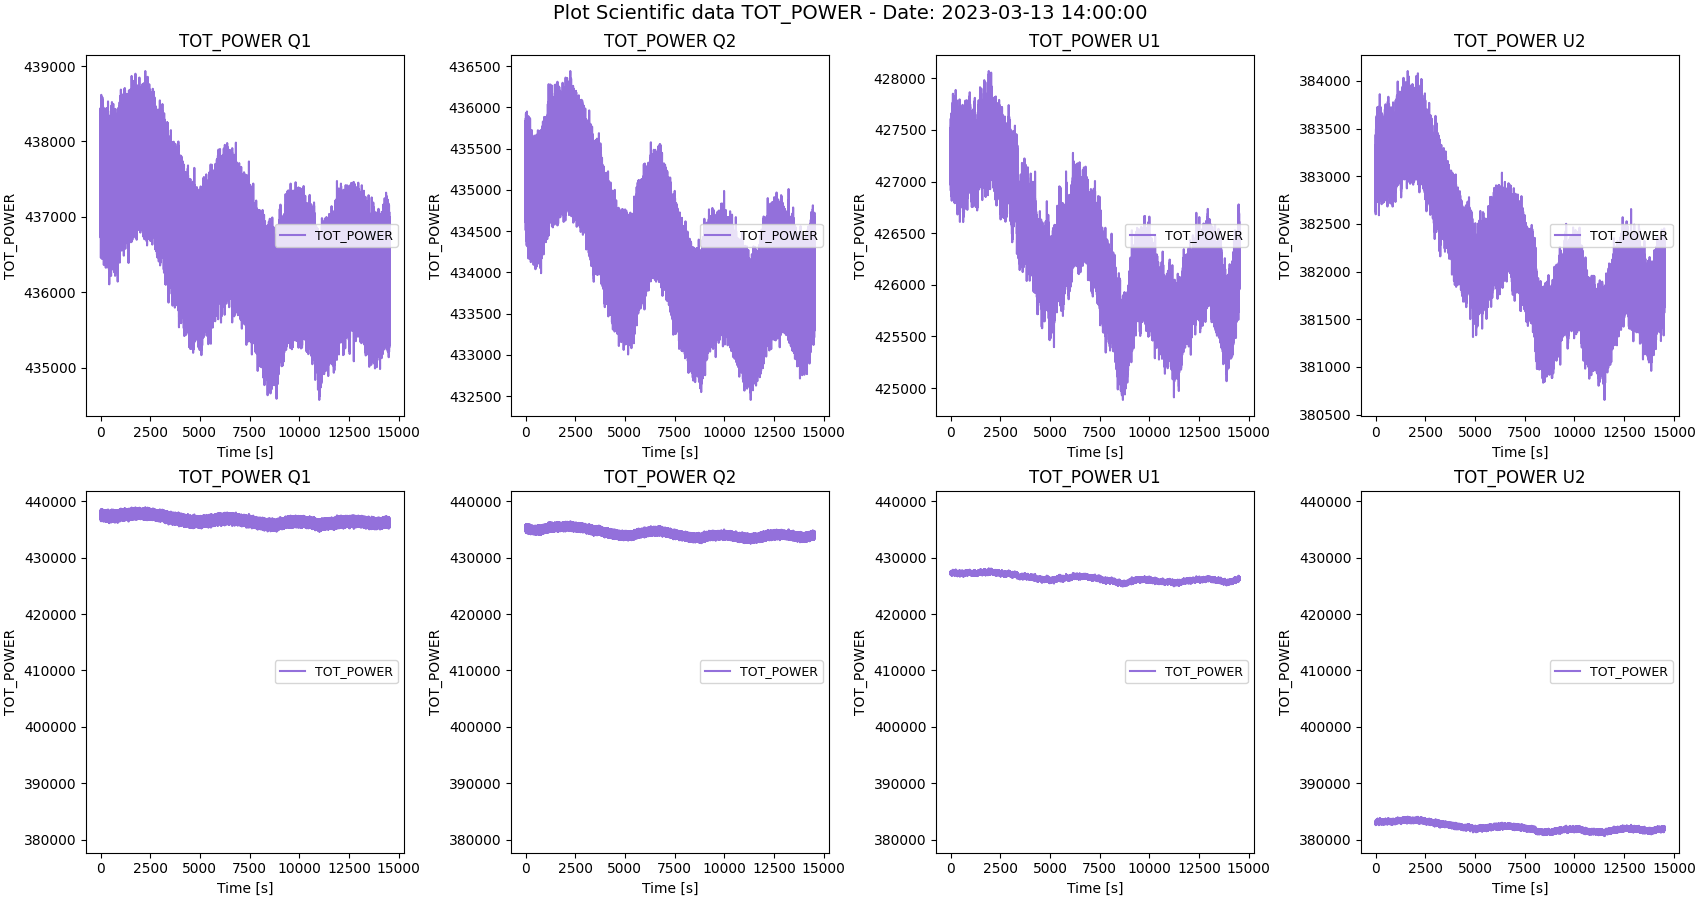 Plot Scientific data TOT_POWER - Date: 2023-03-13 14:00:00
TOT_POWER Q1
TOT_POWER
439000
438000
437000
436000
435000
TOT_POWER
0 2500 5000 7500 10000 12500 15000
Time [s]
TOT_POWER Q2
TOT_POWER
436500
436000
435500
435000
434500
434000
433500
433000
432500
TOT_POWER
0 2500 5000 7500 10000 12500 15000
Time [s]
TOT_POWER U1
TOT_POWER
428000
427500
427000
426500
426000
425500
425000
TOT_POWER
0 2500 5000 7500 10000 12500 15000
Time [s]
TOT_POWER U2
TOT_POWER
384000
383500
383000
382500
382000
381500
381000
380500
TOT_POWER
0 2500 5000 7500 10000 12500 15000
Time [s]
TOT_POWER Q1
TOT_POWER
440000
430000
420000
410000
400000
390000
380000
TOT_POWER
0 2500 5000 7500 10000 12500 15000
Time [s]
TOT_POWER Q2
TOT_POWER
440000
430000
420000
410000
400000
390000
380000
TOT_POWER
0 2500 5000 7500 10000 12500 15000
Time [s]
TOT_POWER U1
TOT_POWER
440000
430000
420000
410000
400000
390000
380000
TOT_POWER
0 2500 5000 7500 10000 12500 15000
Time [s]
TOT_POWER U2
TOT_POWER
440000
430000
420000
410000
400000
390000
380000
TOT_POWER
0 2500 5000 7500 10000 12500 15000
Time [s]